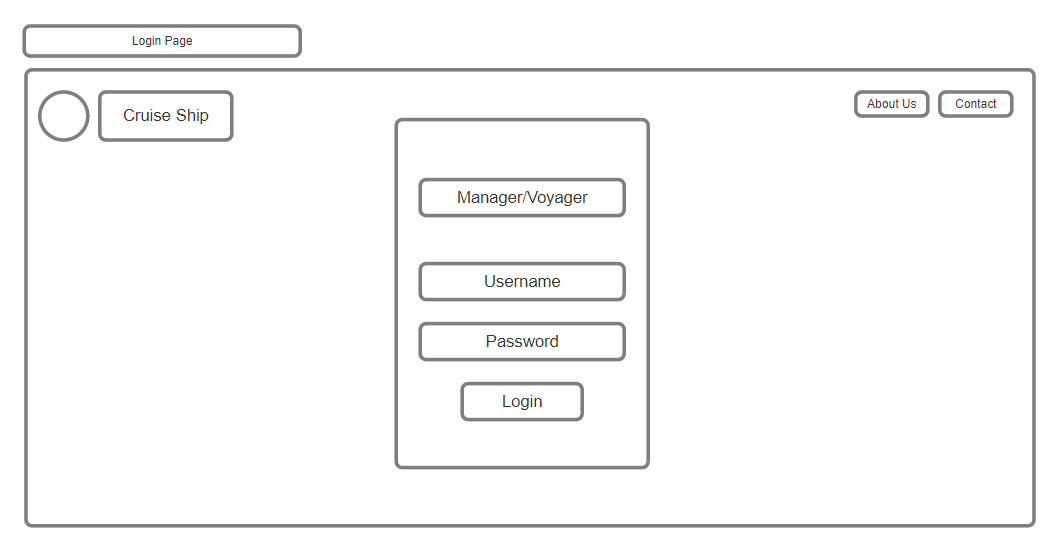 Login Page
Cruise Ship
About Us
Contact
Manager/Voyager
Username
Password
Login